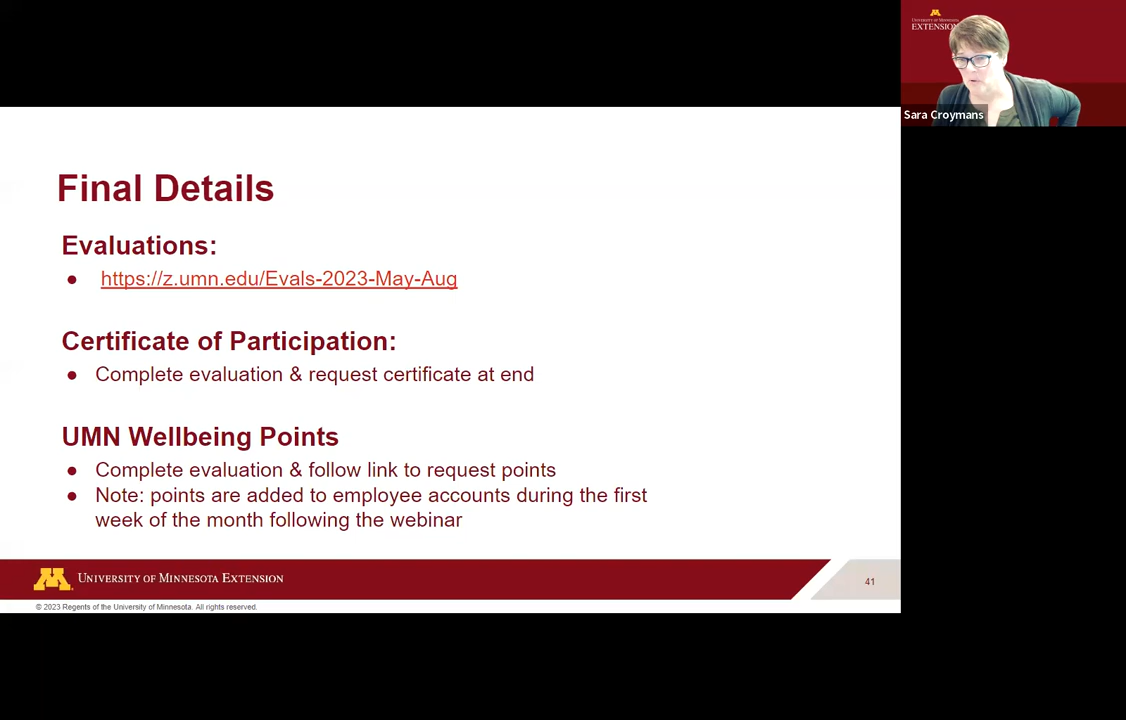 UNIVERSITY OF MINNESOTA
EXTENSION
Sara Croymans
Final Details
Evaluations:
● https://z.umn.edu/Evals-2023-May-Aug
Certificate of Participation:
● Complete evaluation & request certificate at end
UMN Wellbeing Points
● Complete evaluation & follow link to request points
● Note: points are added to employee accounts during the first
week of the month following the webinar
M UNIVERSITY OF MINNESOTA EXTENSION
41
© 2023 Regents of the University of Minnesota. All rights reserved.